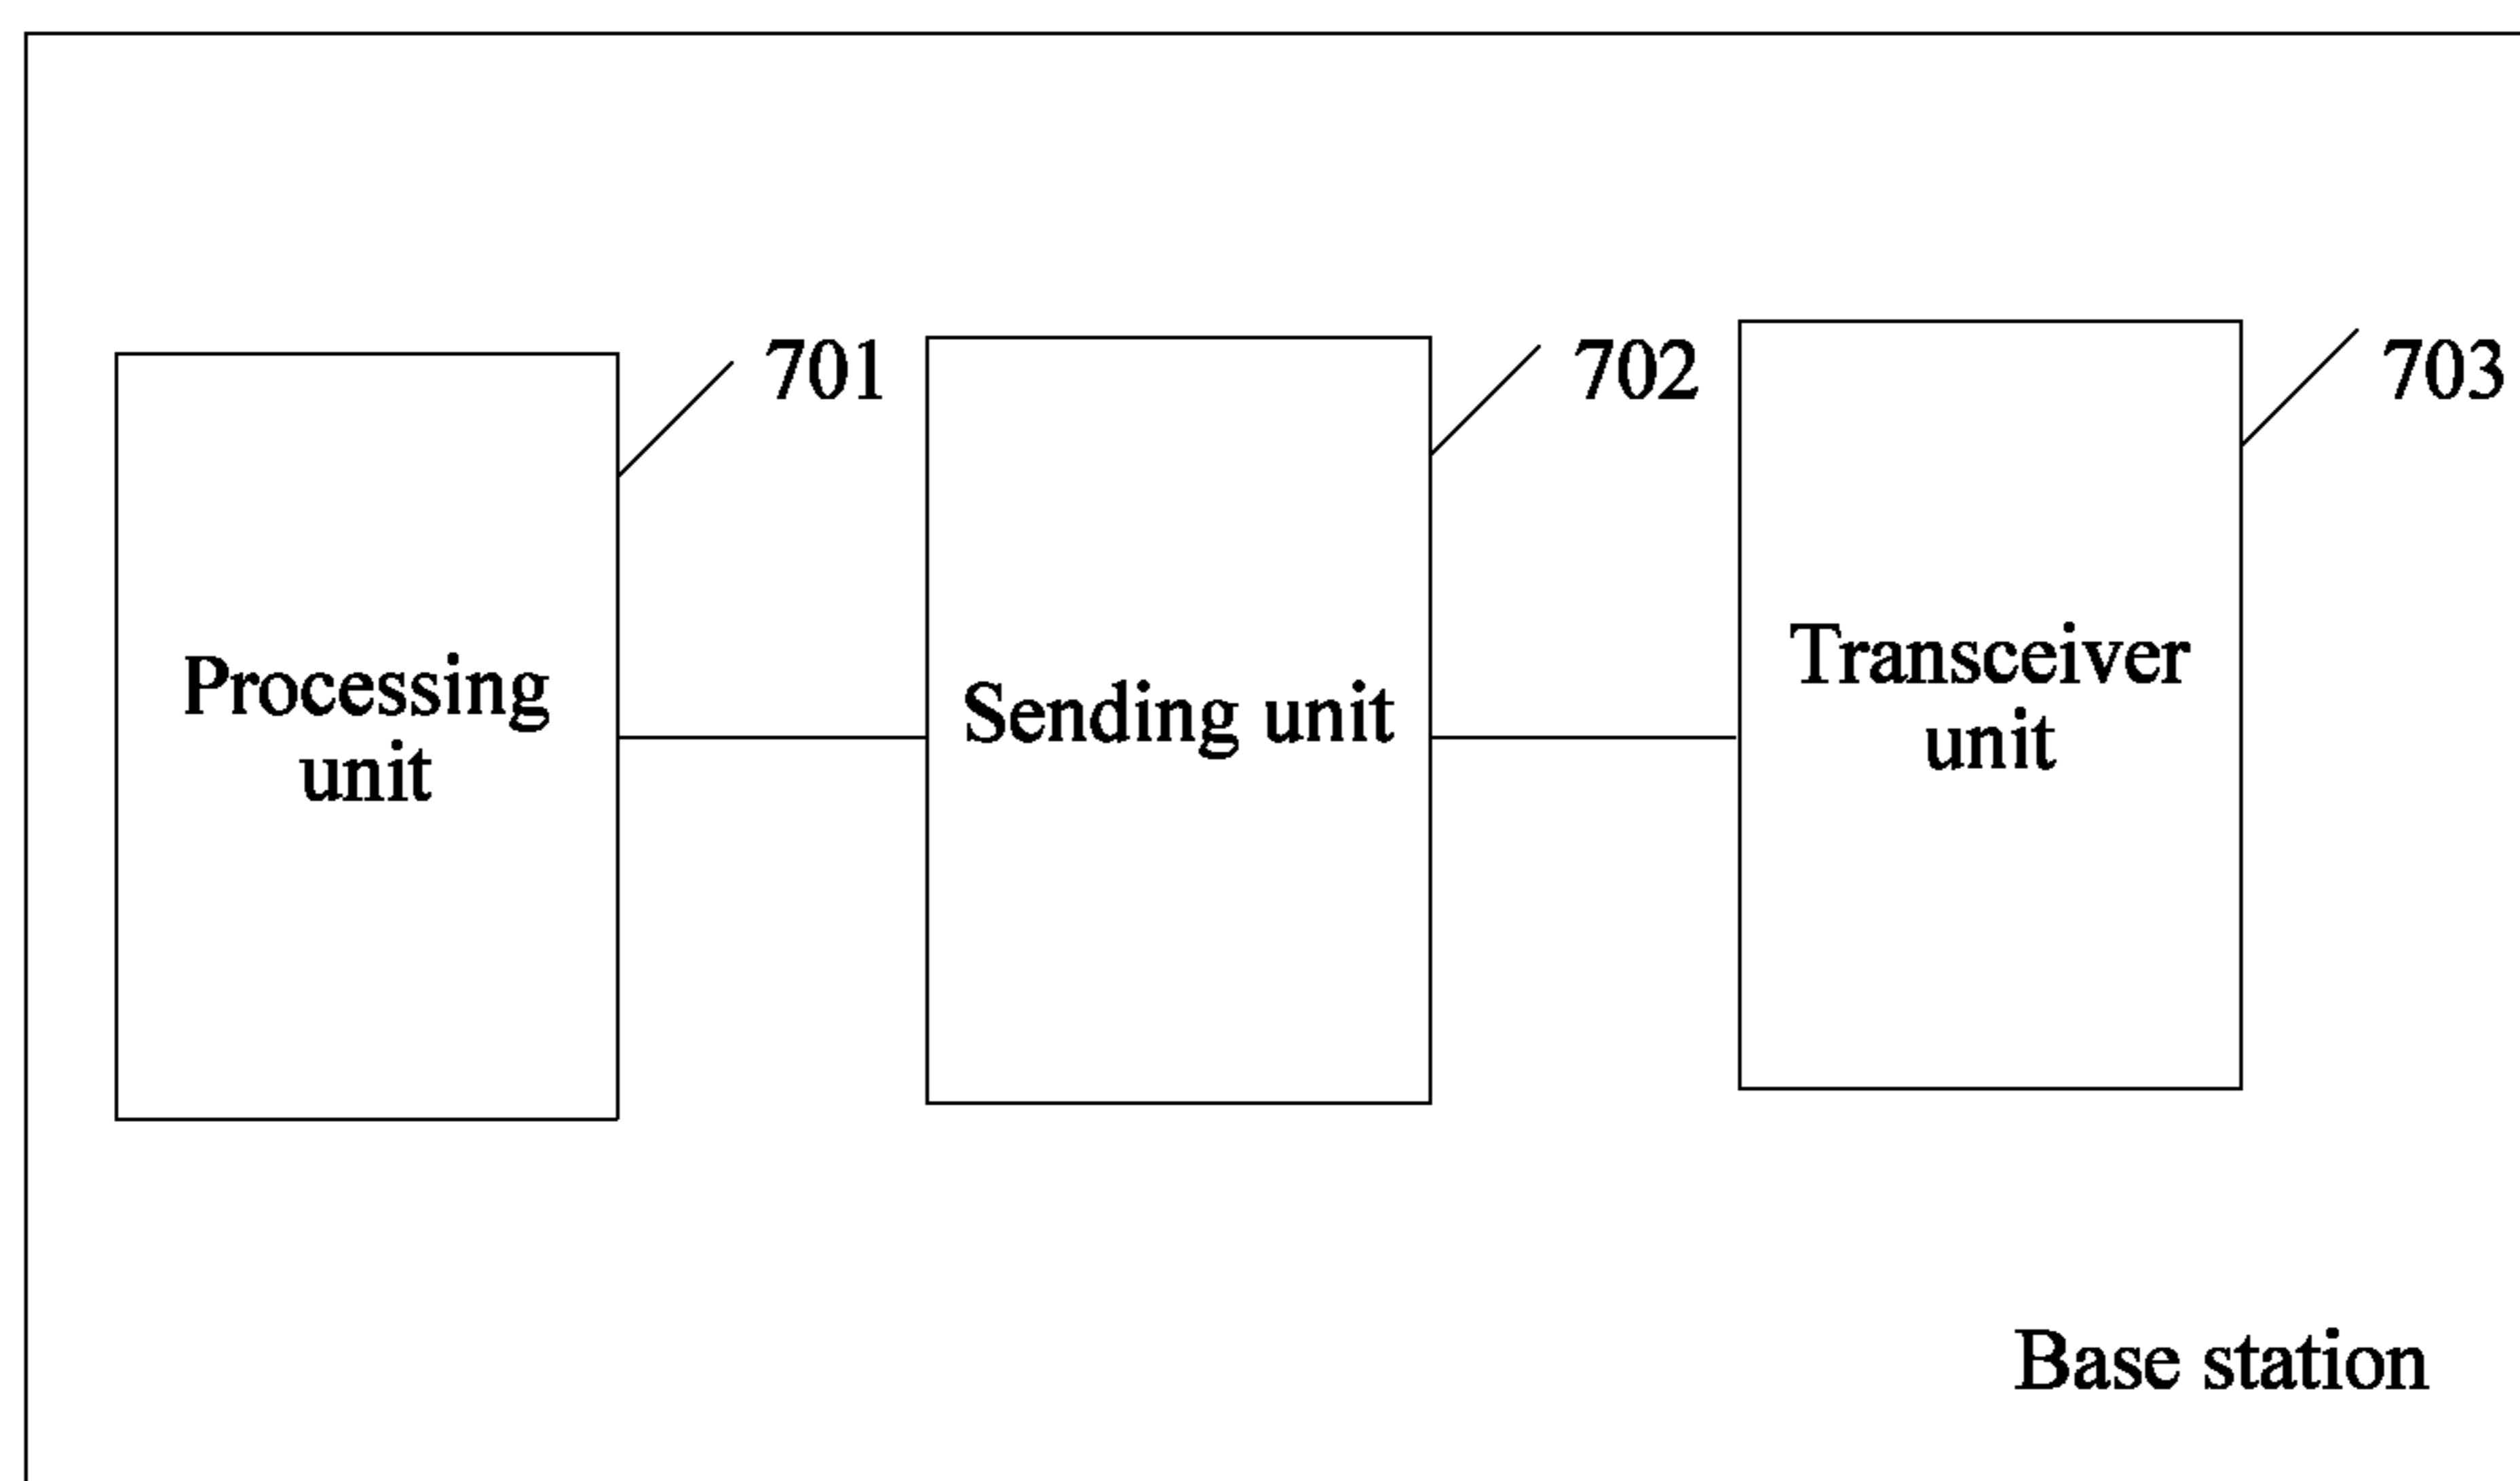 701
702
703
Processing
unit
Sending unit
Transceiver
unit
Base station